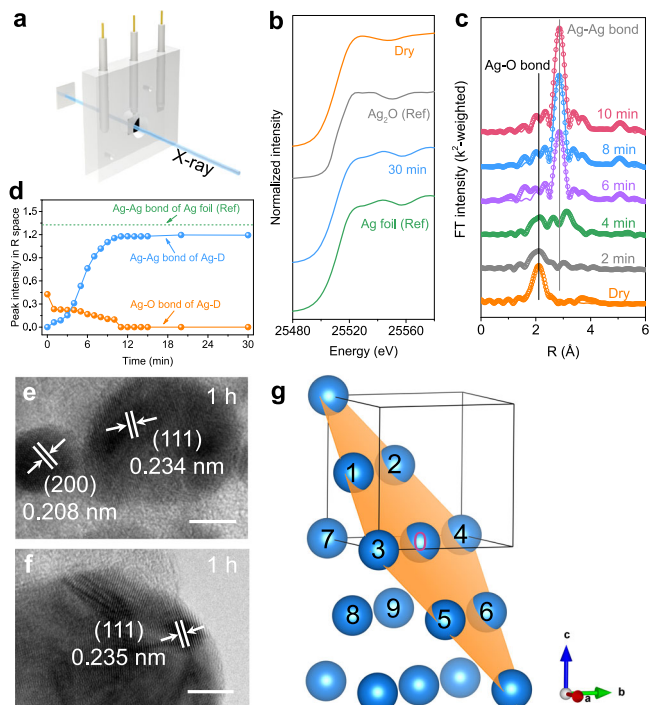 a
X-ray
b
Normalized intensity
Dry
Ag₂O (Ref)
30 min
Ag foil (Ref)
25480
25520
25560
Energy (eV)
c
FT intensity (k²-weighted)
Ag-Ag bond
Ag-O bond
10 min
8 min
6 min
4 min
2 min
Dry
0
1
2
3
4
5
6
R (Å)
d
Peak intensity in R space
1.5
1.2
0.9
0.6
0.3
0.0
Ag-Ag bond of Ag foil (Ref)
Ag-Ag bond of Ag-D
Ag-O bond of Ag-D
0
6
12
18
24
30
Time (min)
e
1 h
(111)
0.234 nm
(200)
0.208 nm
f
1 h
(111)
0.235 nm
g
1
2
7
3
0
4
8
9
5
6
c
b
a